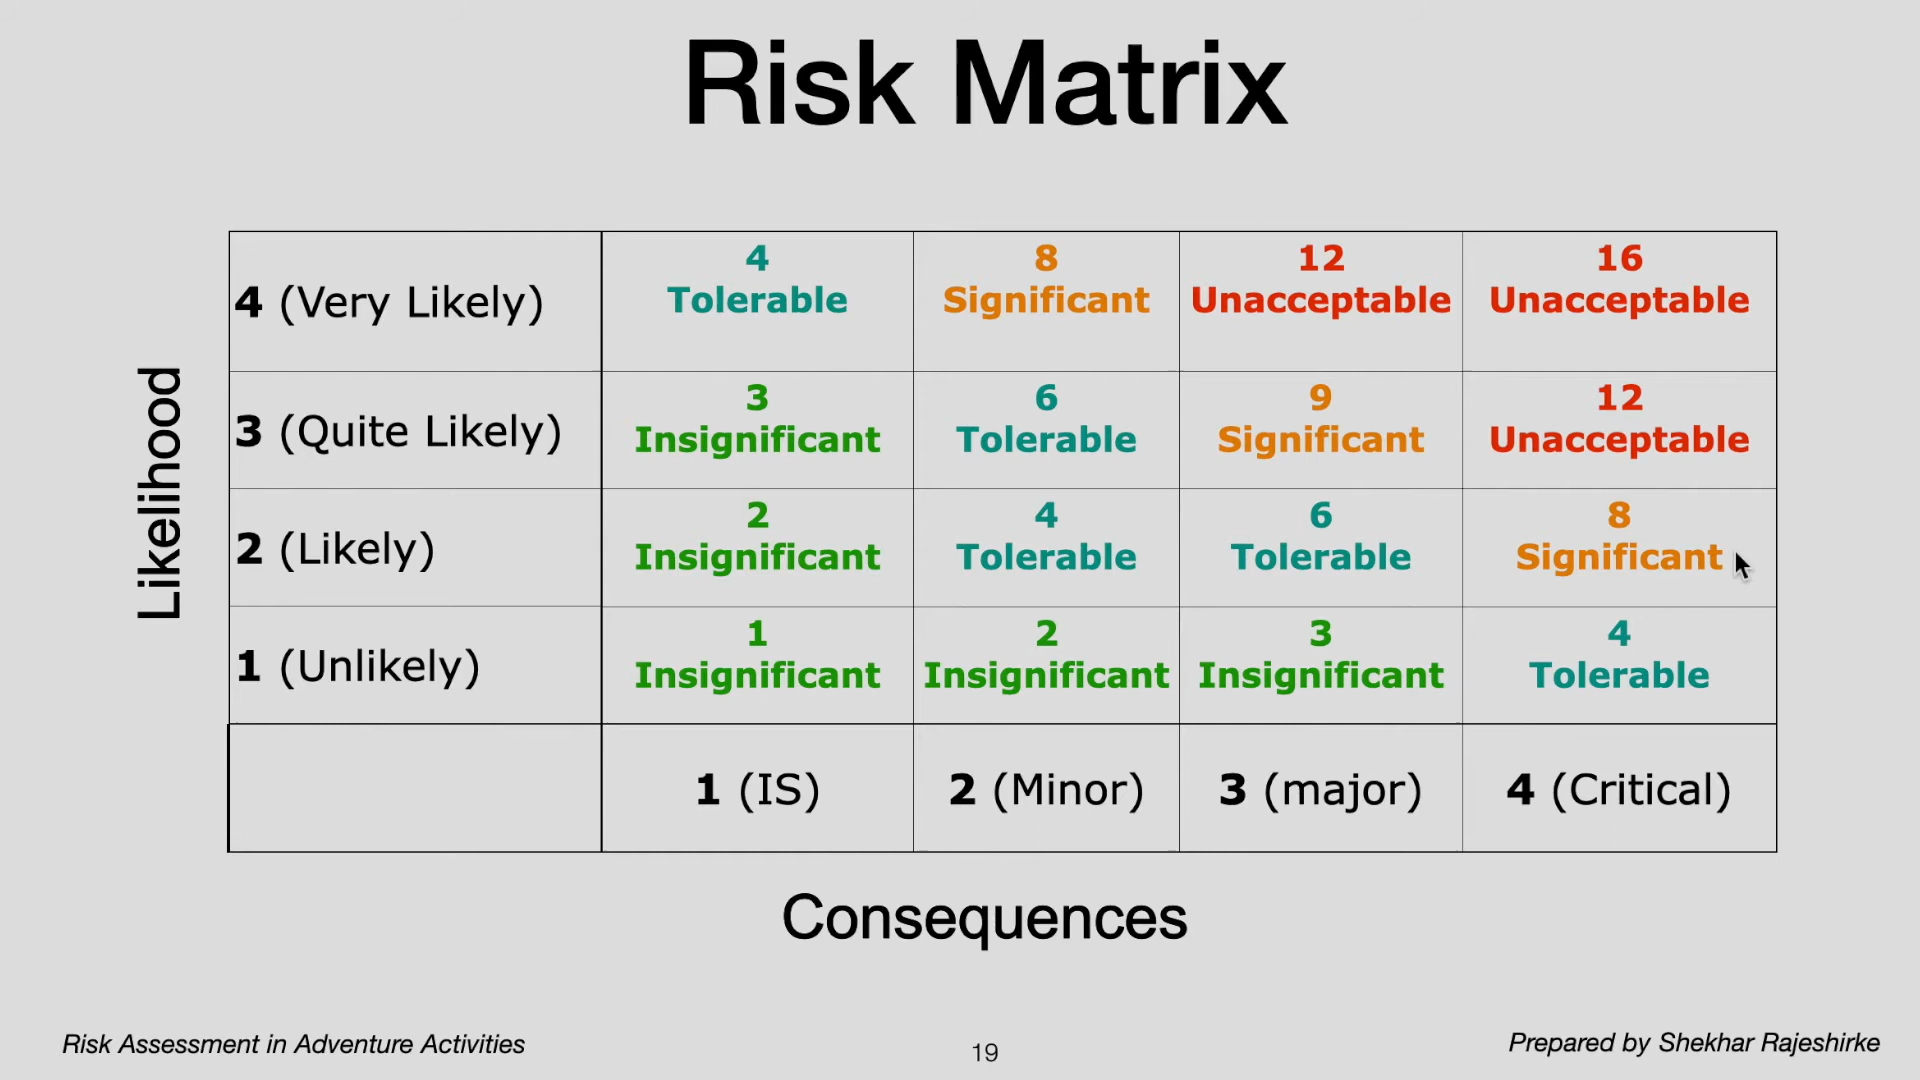 Risk Matrix
Likelihood
4 (Very Likely)
4
Tolerable
8
Significant
12
Unacceptable
16
Unacceptable
3 (Quite Likely)
3
Insignificant
6
Tolerable
9
Significant
12
Unacceptable
2 (Likely)
2
Insignificant
4
Tolerable
6
Tolerable
8
Significant
1 (Unlikely)
1
Insignificant
2
Insignificant
3
Insignificant
4
Tolerable
1 (IS)
2 (Minor)
3 (major)
4 (Critical)
Consequences
Risk Assessment in Adventure Activities
19
Prepared by Shekhar Rajeshirke